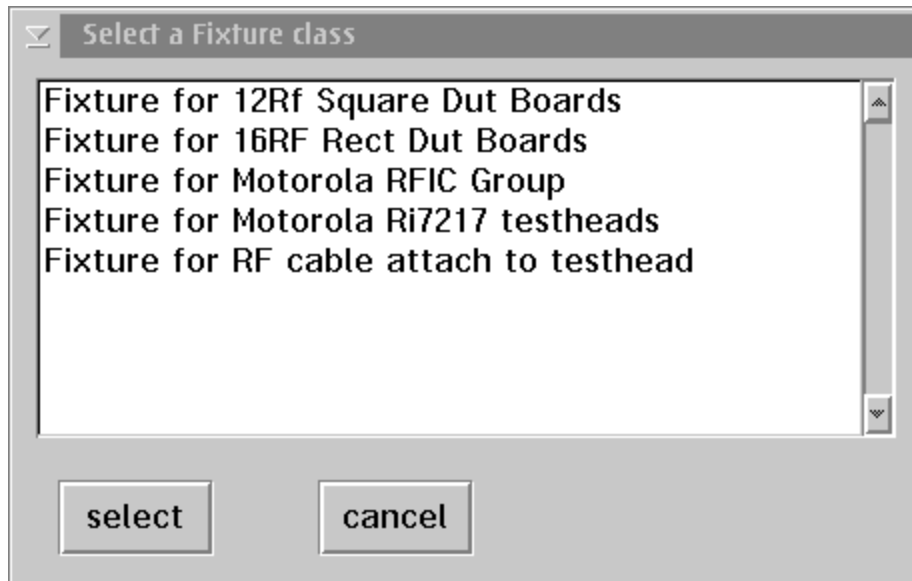 Select a Fixture class
Fixture for 12Rf Square Dut Boards
Fixture for 16RF Rect Dut Boards
Fixture for Motorola RFIC Group
Fixture for Motorola Ri7217 testheads
Fixture for RF cable attach to testhead
select cancel